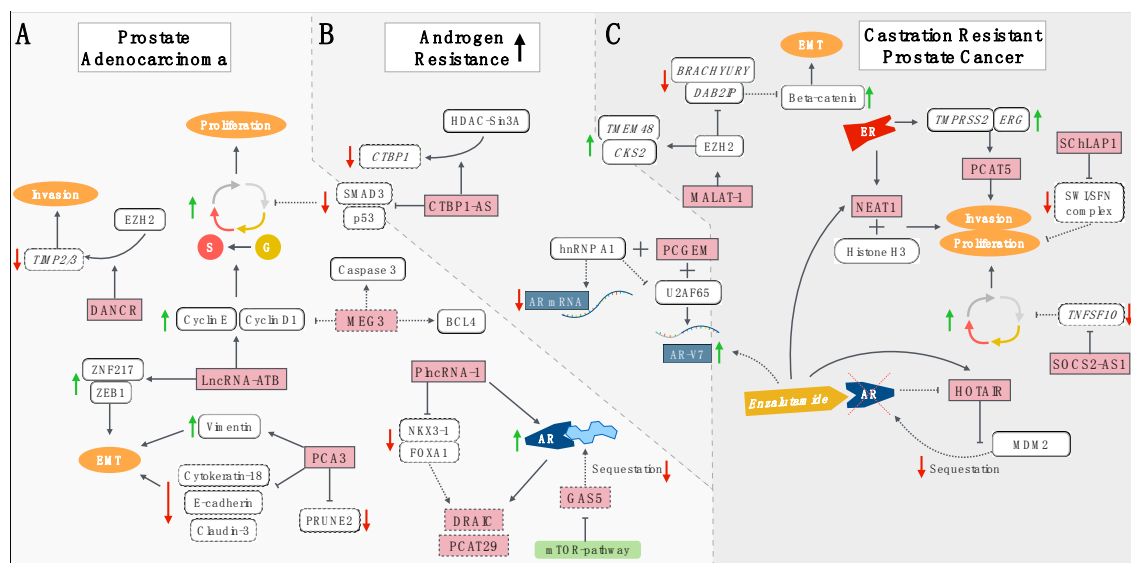 A
Prostate
Adenocarcinoma
Proliferation
Invasion
EZH2
TIMP2/3
S
G
DANCR
Cyclin E
Cyclin D1
LncRNA-ATB
ZNF217
ZEB1
Vimentin
EMT
PCA3
Cytokeratin-18
E-cadherin
Claudin-3
PRUNE2
B
Androgen
Resistance
HDAC-Sin3A
CTBP1
SMAD3
p53
CTBP1-AS
Caspase 3
MEG3
BCL4
PlncRNA-1
NKX3-1
FOXA1
AR
Sequestation
GAS5
DRAIC
PCAT29
mTOR-pathway
C
Castration Resistant
Prostate Cancer
EMT
BRACHYURY
DAB2IP
Beta-catenin
TMEM48
CKS2
EZH2
MALAT-1
ER
TMPRSS2
ERG
PCAT5
SChLAP1
NEAT1
Histone H3
Invasion
Proliferation
SWI/SFN
complex
hnRNP A1
PCGEM
U2AF65
AR mRNA
AR-V7
TNFSF10
SOCS2-AS1
Enzalutamide
AR
HOTAIR
MDM2
Sequestation